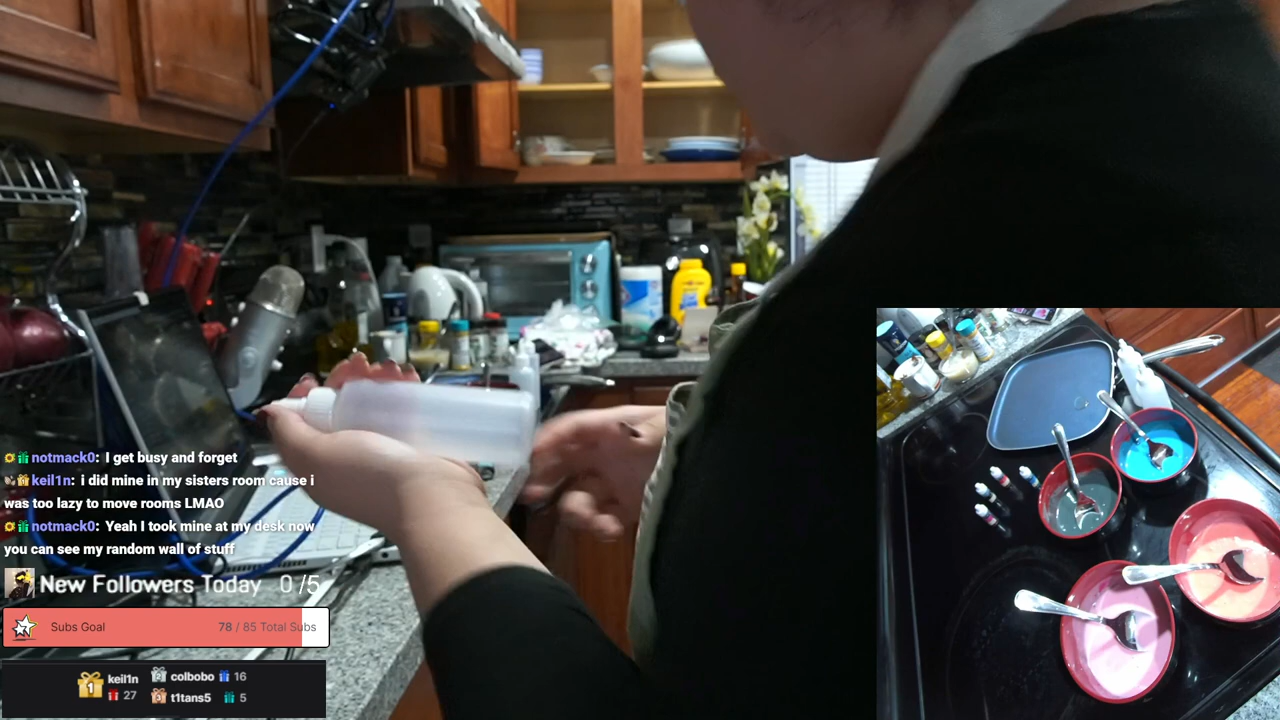 notmack0: I get busy and forget
keil1n: i did mine in my sisters room cause i
was too lazy to move rooms LMAO
notmack0: Yeah I took mine at my desk now
you can see my random wall of stuff
New Followers Today 0 /5
Subs Goal 78 / 85 Total Subs
1 keil1n 27
colbobo 16
t1tans5 5